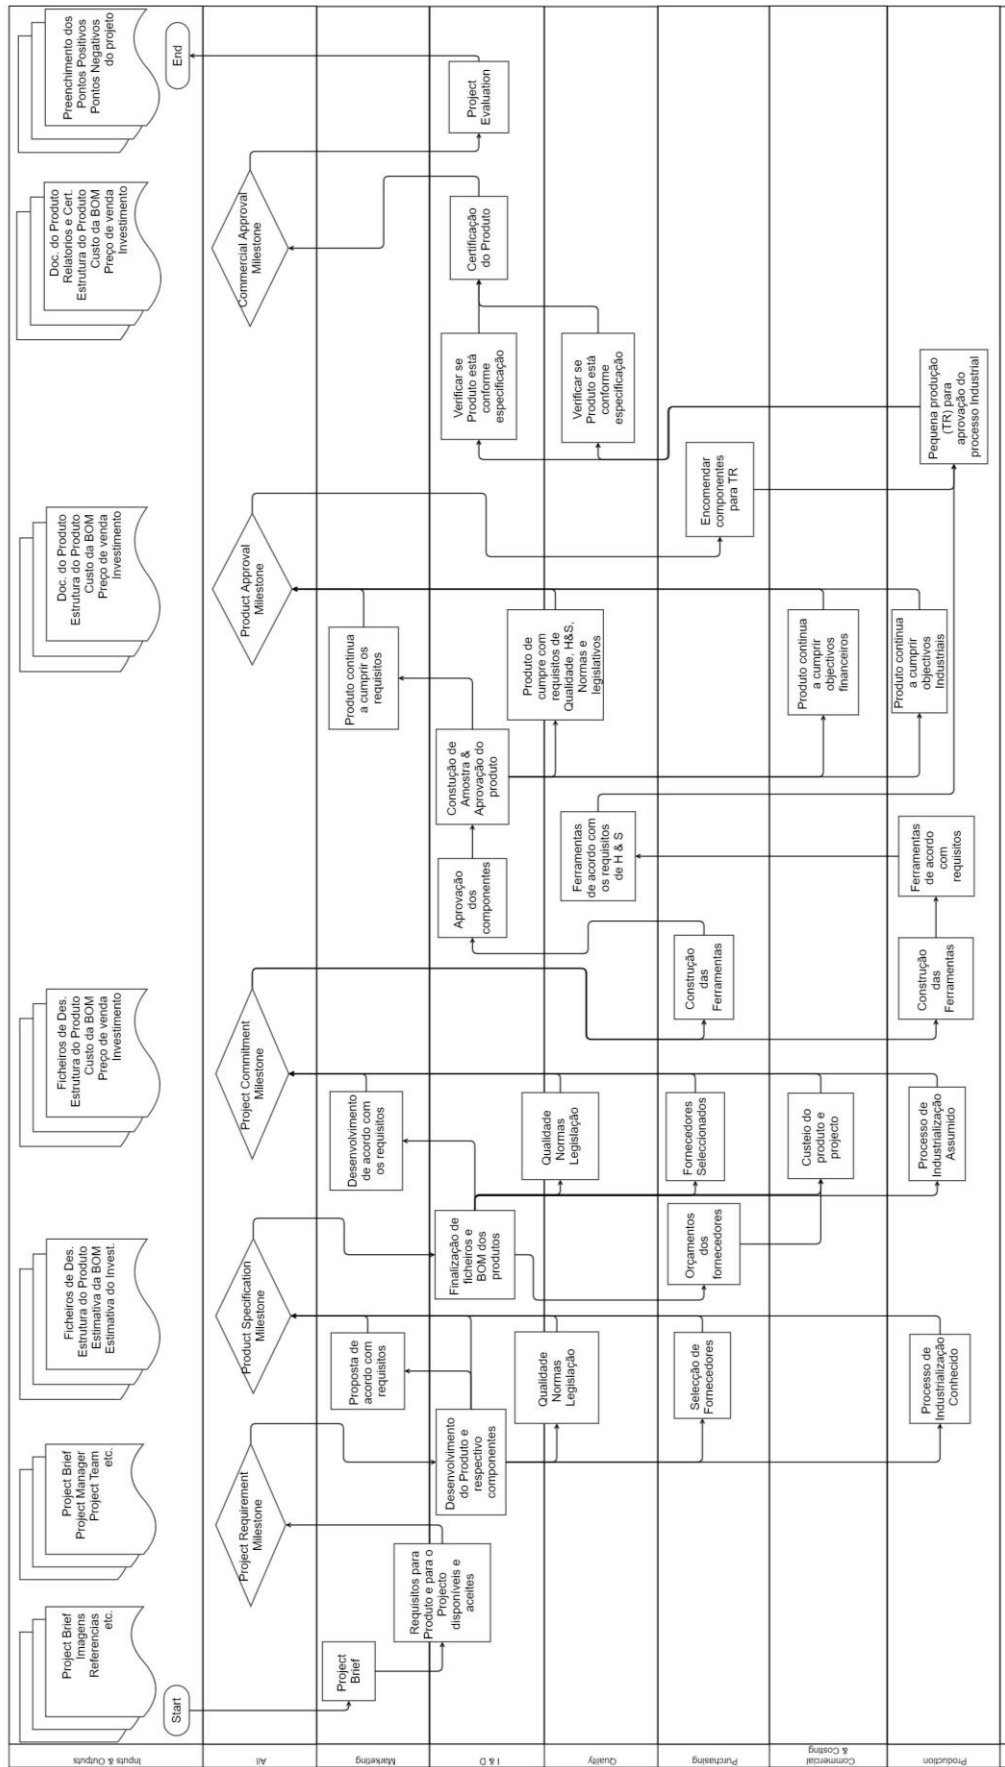 Inputs & Outputs
Project Brief
Imagens
Referencias
etc.
Project Brief
Project Manager
Project Team
etc.
Ficheiros de Des.
Estrutura do Produto
Estimativa da BOM
Estimativa do Invest.
Ficheiros de Des.
Estrutura do Produto
Custo da BOM
Preço de venda
Investimento
Doc. do Produto
Estrutura do Produto
Custo da BOM
Preço de venda
Investimento
Doc. do Produto
Relatorios e Cert.
Estrutura do Produto
Custo da BOM
Preço de venda
Investimento
Preenchimento dos
Pontos Positivos
Pontos Negativos
do projeto
Start
End
All
Project Requirement
Milestone
Product Specification
Milestone
Project Commitment
Milestone
Product Approval
Milestone
Commercial Approval
Milestone
Marketing
Project
Brief
Requisitos para
Produto e para o
Projecto
disponíveis e
aceites
Proposta de
acordo com
requisitos
Desenvolvimento
de acordo com
os requisitos
Produto continua
a cumprir os
requisitos
I & D
Desenvolvimento
do Produto e
respectivo
componentes
Finalização de
ficheiros e
BOM dos
produtos
Aprovação
dos
componentes
Constução de
Amostra &
Aprovação do
produto
Verificar se
Produto está
conforme
especificação
Certificação
do Produto
Project
Evaluation
Quality
Qualidade
Normas
Legislação
Qualidade
Normas
Legislação
Ferramentas
de acordo com
os requisitos
de H & S
Produto de
cumpre com
requisitos de
Qualidade, H&S,
Normas e
legislativos
Verificar se
Produto está
conforme
especificação
Purchasing
Selecção de
Fornecedores
Orçamentos
dos
fornecedores
Fornecedores
Seleccionados
Construção
das
Ferramentas
Encomendar
componentes
para TR
Commercial
& Costing
Custeio do
produto e
projecto
Produto continua
a cumprir
objectivos
financeiros
Production
Processo de
Industrialização
Conhecido
Processo de
Industrialização
Assumido
Construção
das
Ferramentas
Ferramentas
de acordo
com
requisitos
Produto continua
a cumprir
objectivos
Industriais
Pequena produção
(TR) para
aprovação do
processo Industrial